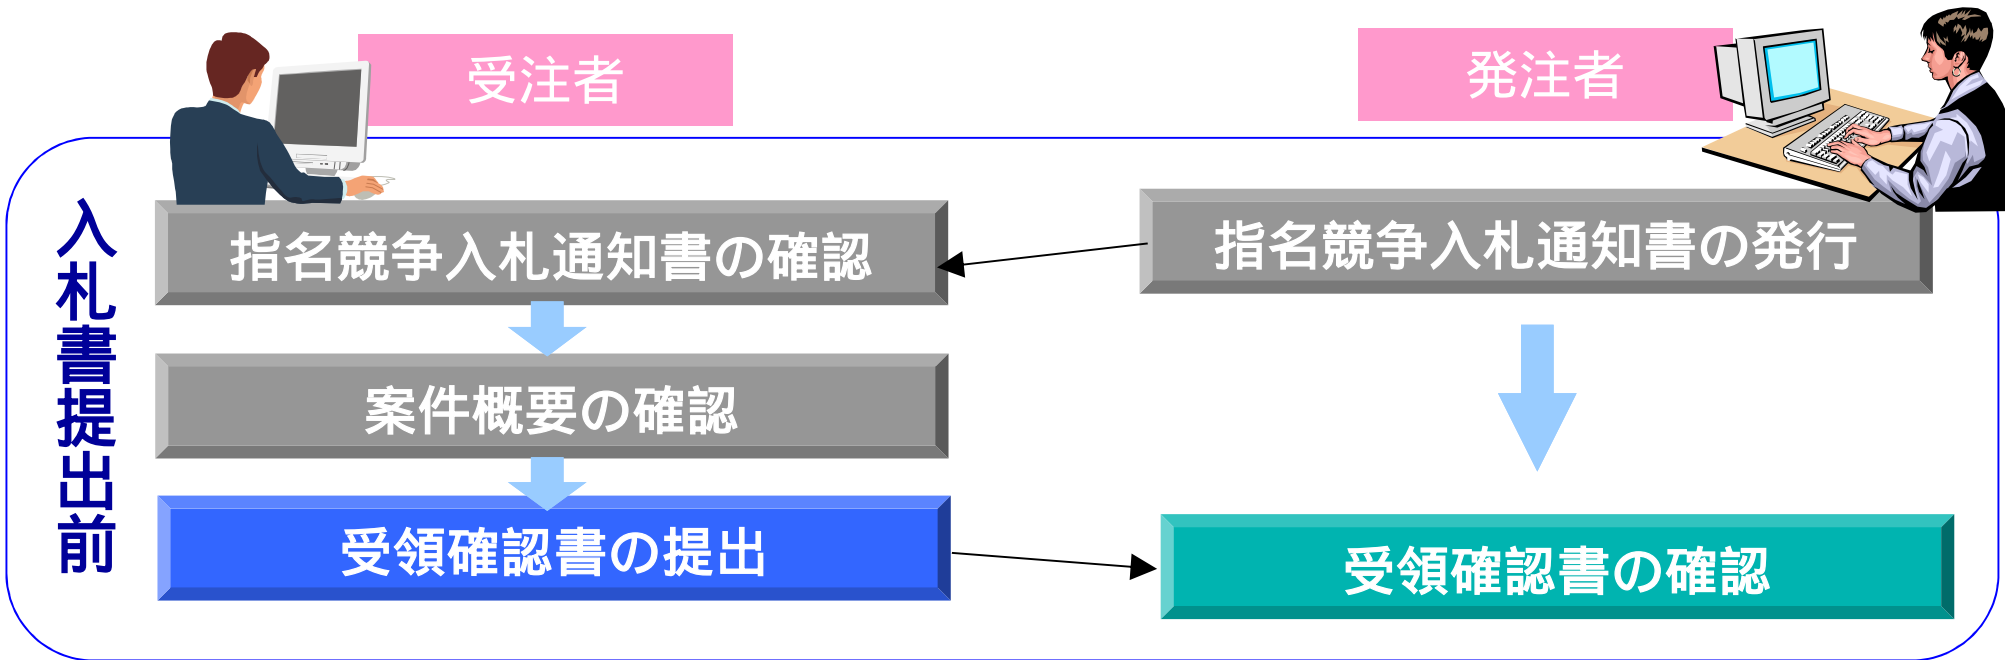 受注者
発注者
入札書提出前
指名競争入札通知書の確認
指名競争入札通知書の発行
案件概要の確認
受領確認書の提出
受領確認書の確認